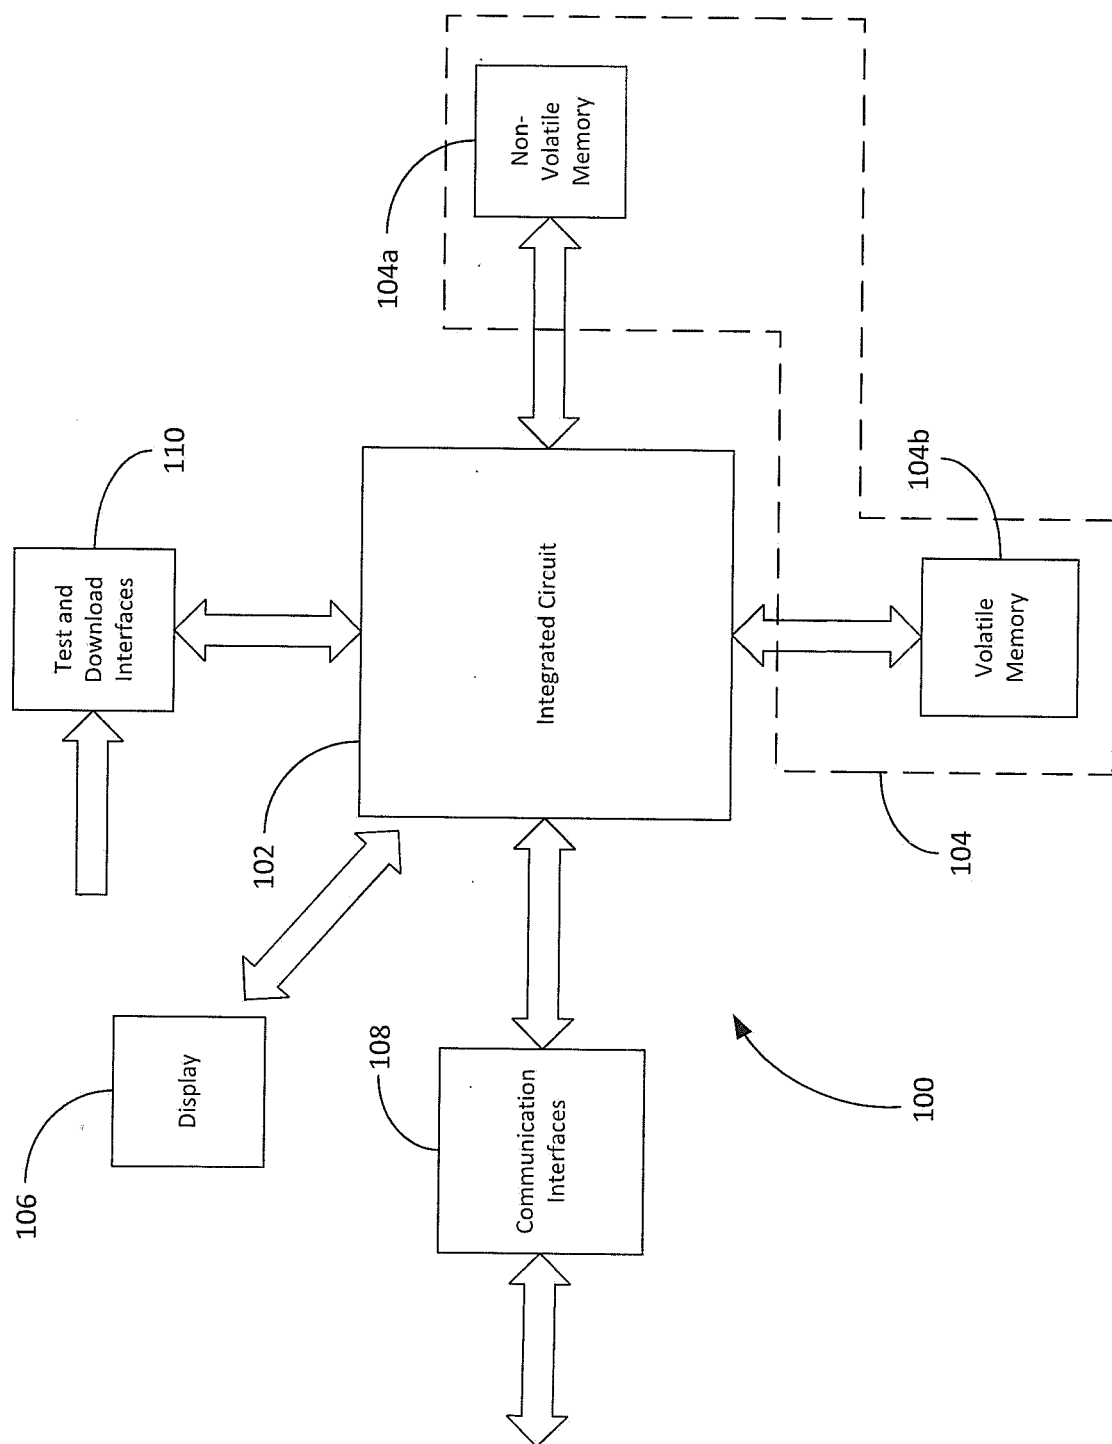 106
Display
108
Communication
Interfaces
100
110
Test and
Download
Interfaces
102
Integrated Circuit
104a
Non-
Volatile
Memory
104b
Volatile
Memory
104